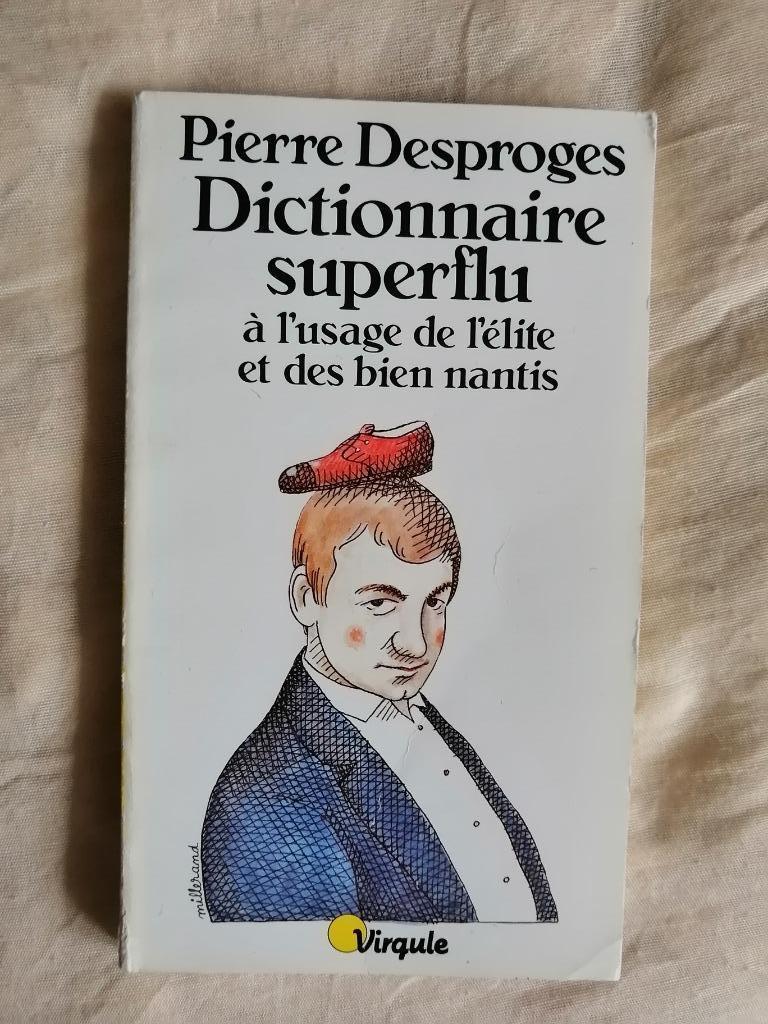 Pierre Desproges
Dictionnaire
superflu
à l'usage de l'élite
et des bien nantis
millerand
Virgule